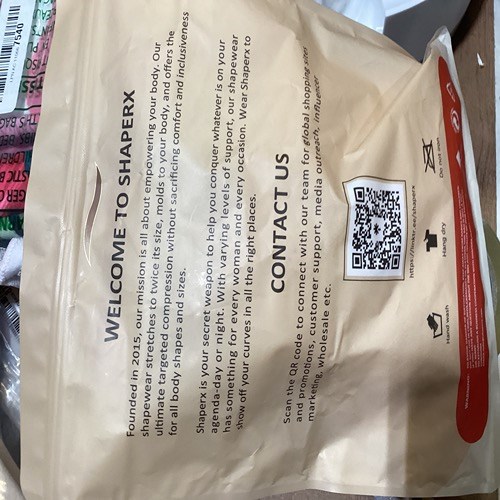 WELCOME TO SHAPERX
Founded in 2015, our mission is all about empowering your body. Our
shapewear stretches to twice its size, molds to your body, and offers the
ultimate targeted compression without sacrificing comfort and inclusiveness
for all body shapes and sizes.
Shaperx is your secret weapon to help you conquer whatever is on your
agenda-day or night. With varying levels of support, our shapewear
has something for every woman and every occasion. Wear Shaperx to
show off your curves in all the right places.
CONTACT US
Scan the QR code to connect with our team for global shopping sites
and promotions, customer support, media outreach, influencer
marketing, wholesale etc.
https://linktr.ee/shaperx
Hand wash
Hang dry
Do not iron
7540